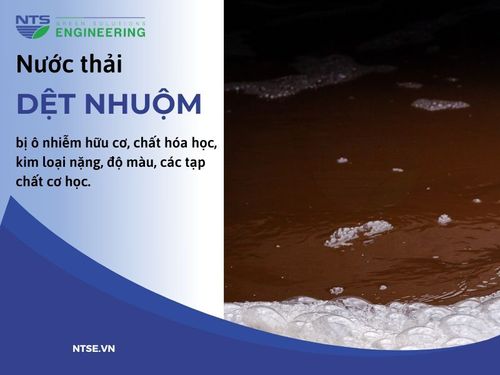 NTS
GREEN SOLUTIONS
ENGINEERING
Nước thải
DỆT NHUỘM
bị ô nhiễm hữu cơ, chất hóa học,
kim loại nặng, độ màu, các tạp
chất cơ học.
NTSE.VN